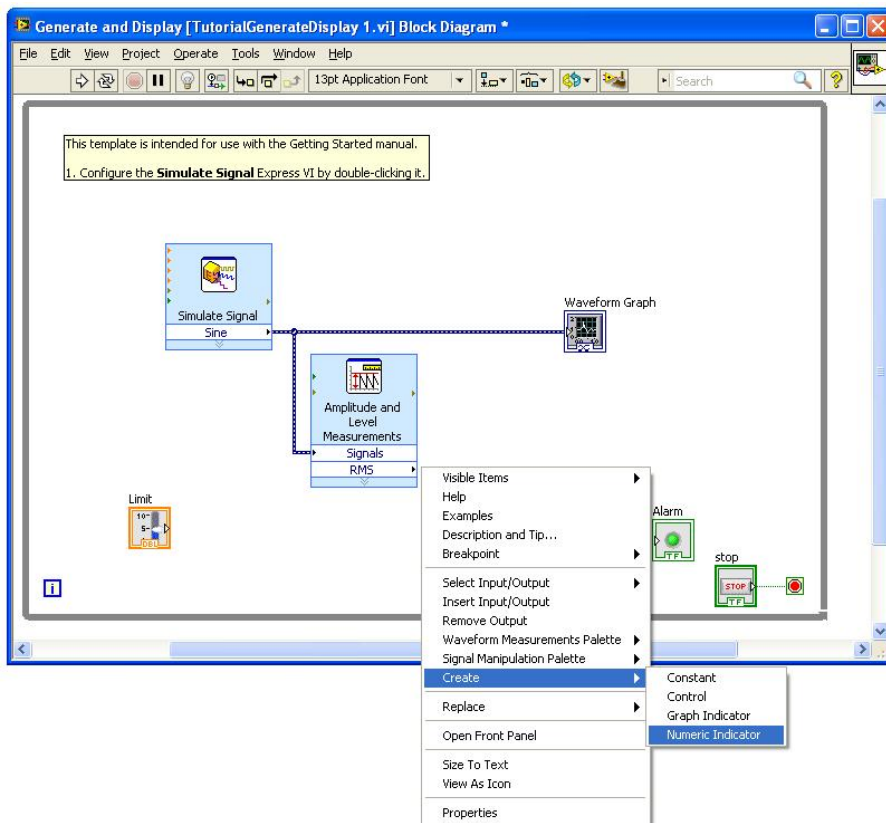 Generate and Display [TutorialGenerateDisplay 1.vi] Block Diagram *
File Edit View Project Operate Tools Window Help
13pt Application Font
Search
This template is intended for use with the Getting Started manual.
1. Configure the Simulate Signal Express VI by double-clicking it.
Simulate Signal
Sine
Waveform Graph
Amplitude and
Level
Measurements
Signals
RMS
Limit
10-
5-
DBL
Alarm
TF
stop
STOP
TF
i
Visible Items
Help
Examples
Description and Tip...
Breakpoint
Select Input/Output
Insert Input/Output
Remove Output
Waveform Measurements Palette
Signal Manipulation Palette
Create
Replace
Open Front Panel
Size To Text
View As Icon
Properties
Constant
Control
Graph Indicator
Numeric Indicator